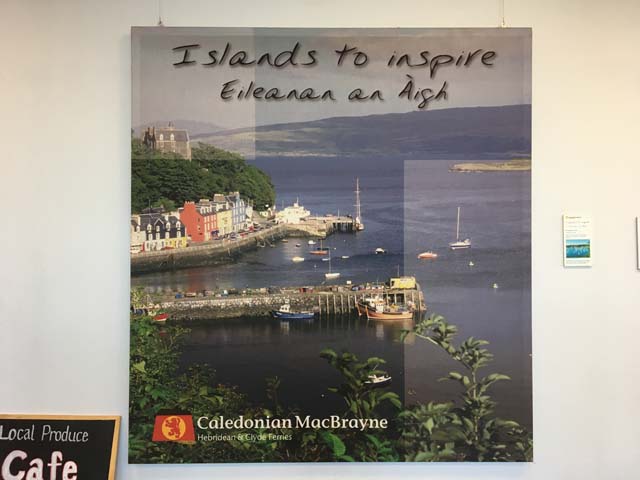 Islands to inspire
Eileanan an Àigh
Caledonian MacBrayne
Hebridean & Clyde Ferries
Local Produce
Cafe